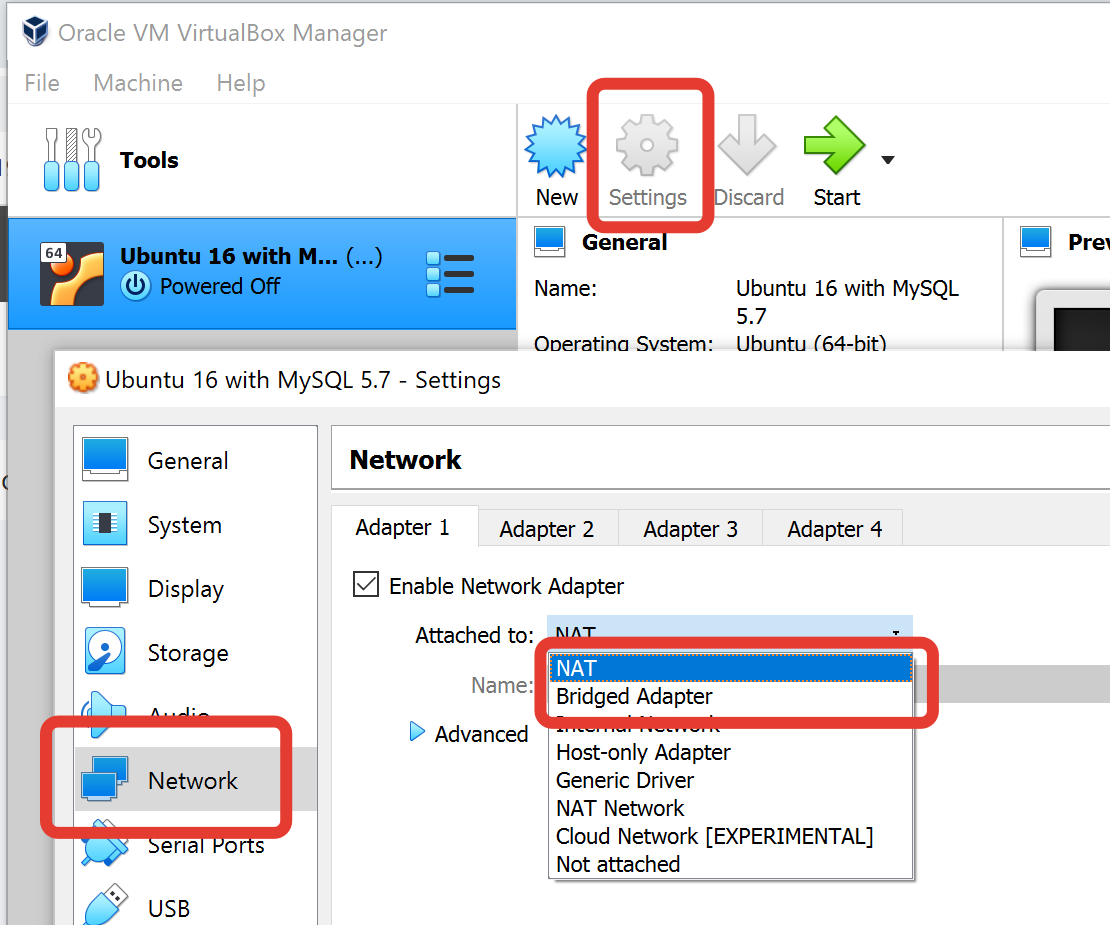 Oracle VM VirtualBox Manager
File Machine Help
Tools
New Settings Discard Start
64
Ubuntu 16 with M... (...)
Powered Off
General
Name: Ubuntu 16 with MySQL
5.7
Operating System: Ubuntu (64-bit)
Prev
Ubuntu 16 with MySQL 5.7 - Settings
General
System
Display
Storage
Audio
Network
Serial Ports
USB
Network
Adapter 1 Adapter 2 Adapter 3 Adapter 4
Enable Network Adapter
Attached to: NAT
Name:
Advanced
NAT
Bridged Adapter
Internal Network
Host-only Adapter
Generic Driver
NAT Network
Cloud Network [EXPERIMENTAL]
Not attached